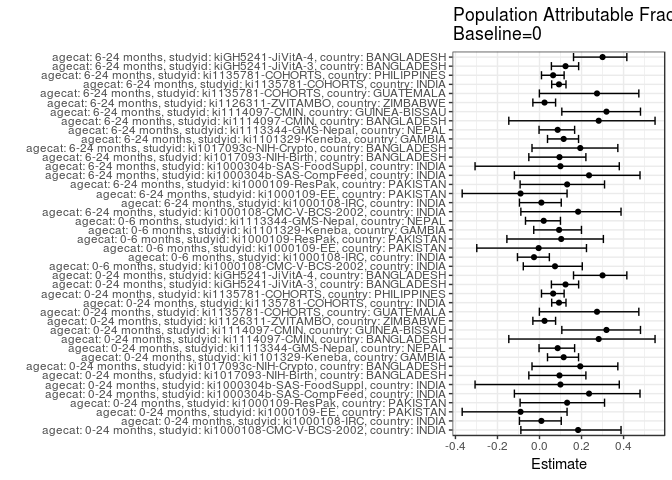 Population Attributable Frac
Baseline=0
agecat: 6-24 months, studyid: kiGH5241-JiVitA-4, country: BANGLADESH
agecat: 6-24 months, studyid: kiGH5241-JiVitA-3, country: BANGLADESH
agecat: 6-24 months, studyid: ki1135781-COHORTS, country: PHILIPPINES
agecat: 6-24 months, studyid: ki1135781-COHORTS, country: INDIA
agecat: 6-24 months, studyid: ki1135781-COHORTS, country: GUATEMALA
agecat: 6-24 months, studyid: ki1126311-ZVITAMBO, country: ZIMBABWE
agecat: 6-24 months, studyid: ki1114097-CMIN, country: GUINEA-BISSAU
agecat: 6-24 months, studyid: ki1114097-CMIN, country: BANGLADESH
agecat: 6-24 months, studyid: ki1113344-GMS-Nepal, country: NEPAL
agecat: 6-24 months, studyid: ki1101329-Keneba, country: GAMBIA
agecat: 6-24 months, studyid: ki1017093c-NIH-Crypto, country: BANGLADESH
agecat: 6-24 months, studyid: ki1017093-NIH-Birth, country: BANGLADESH
agecat: 6-24 months, studyid: ki1000304b-SAS-FoodSuppl, country: INDIA
agecat: 6-24 months, studyid: ki1000304b-SAS-CompFeed, country: INDIA
agecat: 6-24 months, studyid: ki1000109-ResPak, country: PAKISTAN
agecat: 6-24 months, studyid: ki1000109-EE, country: PAKISTAN
agecat: 6-24 months, studyid: ki1000108-IRC, country: INDIA
agecat: 6-24 months, studyid: ki1000108-CMC-V-BCS-2002, country: INDIA
agecat: 0-6 months, studyid: ki1113344-GMS-Nepal, country: NEPAL
agecat: 0-6 months, studyid: ki1101329-Keneba, country: GAMBIA
agecat: 0-6 months, studyid: ki1000109-ResPak, country: PAKISTAN
agecat: 0-6 months, studyid: ki1000109-EE, country: PAKISTAN
agecat: 0-6 months, studyid: ki1000108-IRC, country: INDIA
agecat: 0-6 months, studyid: ki1000108-CMC-V-BCS-2002, country: INDIA
agecat: 0-24 months, studyid: kiGH5241-JiVitA-4, country: BANGLADESH
agecat: 0-24 months, studyid: kiGH5241-JiVitA-3, country: BANGLADESH
agecat: 0-24 months, studyid: ki1135781-COHORTS, country: PHILIPPINES
agecat: 0-24 months, studyid: ki1135781-COHORTS, country: INDIA
agecat: 0-24 months, studyid: ki1135781-COHORTS, country: GUATEMALA
agecat: 0-24 months, studyid: ki1126311-ZVITAMBO, country: ZIMBABWE
agecat: 0-24 months, studyid: ki1114097-CMIN, country: GUINEA-BISSAU
agecat: 0-24 months, studyid: ki1114097-CMIN, country: BANGLADESH
agecat: 0-24 months, studyid: ki1113344-GMS-Nepal, country: NEPAL
agecat: 0-24 months, studyid: ki1101329-Keneba, country: GAMBIA
agecat: 0-24 months, studyid: ki1017093c-NIH-Crypto, country: BANGLADESH
agecat: 0-24 months, studyid: ki1017093-NIH-Birth, country: BANGLADESH
agecat: 0-24 months, studyid: ki1000304b-SAS-FoodSuppl, country: INDIA
agecat: 0-24 months, studyid: ki1000304b-SAS-CompFeed, country: INDIA
agecat: 0-24 months, studyid: ki1000109-ResPak, country: PAKISTAN
agecat: 0-24 months, studyid: ki1000109-EE, country: PAKISTAN
agecat: 0-24 months, studyid: ki1000108-IRC, country: INDIA
agecat: 0-24 months, studyid: ki1000108-CMC-V-BCS-2002, country: INDIA
-0.4 -0.2 0.0 0.2 0.4
Estimate